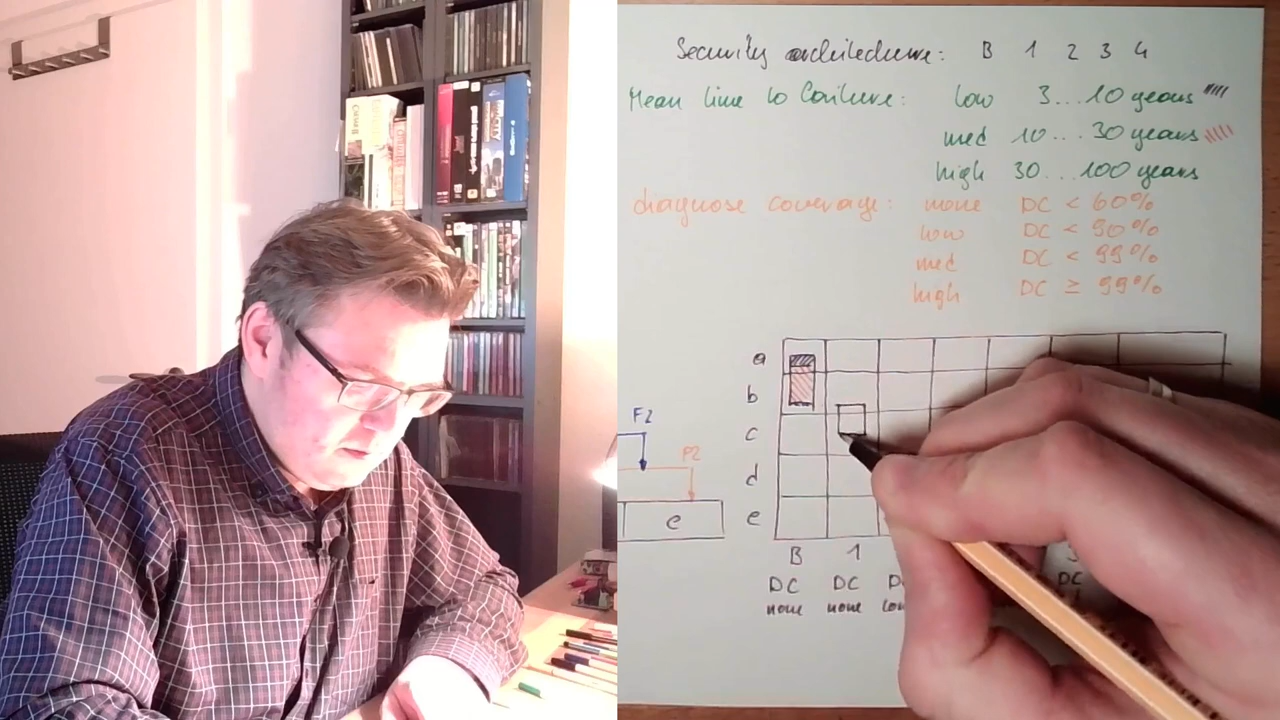 Security architecture: B 1 2 3 4
Mean time to failure: low 3...10 years
med 10...30 years
high 30...100 years
diagnose coverage: none DC < 60%
low DC < 90%
med DC < 99%
high DC ≥ 99%
a
b
c
d
e
F2
P2
e
B 1
DC DC DC
none none low